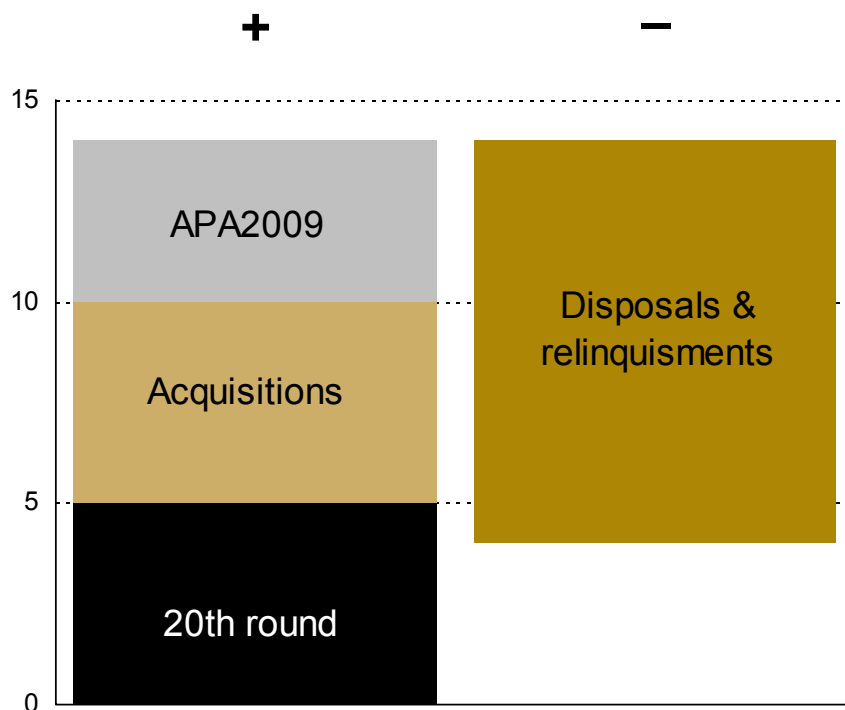 + –
15
APA2009
10
Disposals &
relinquisments
Acquisitions
5
20th round
0